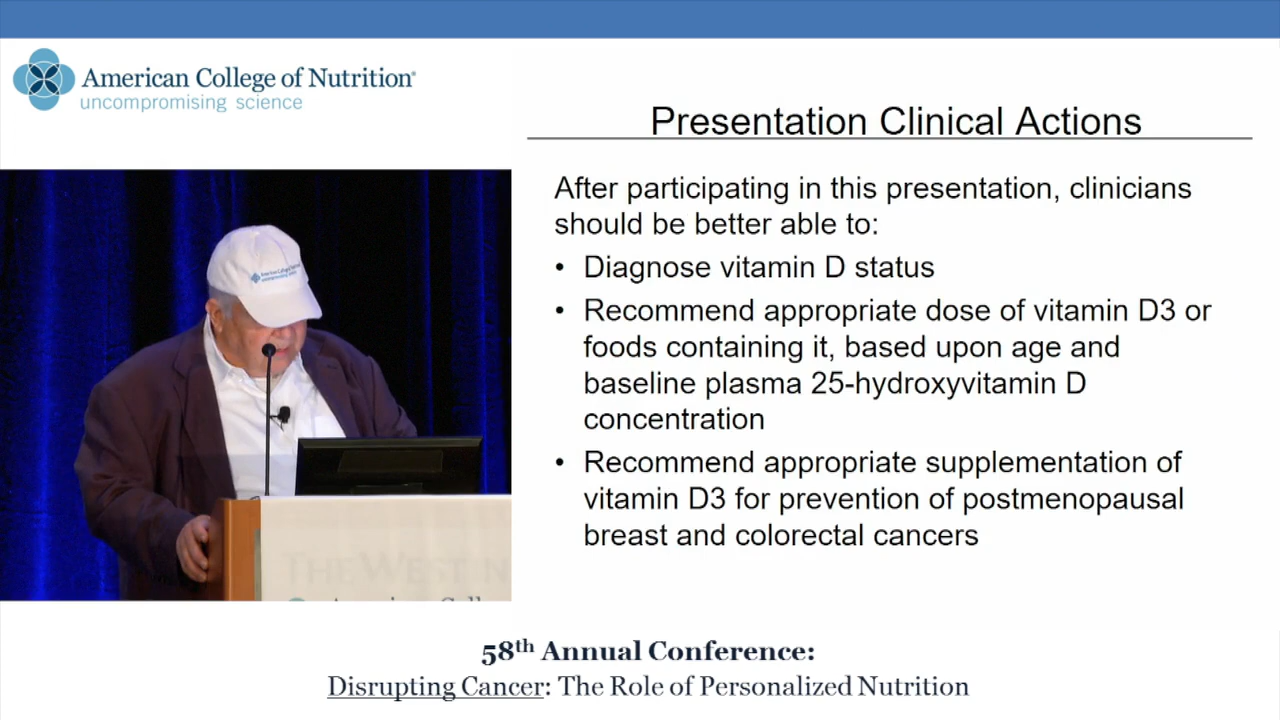 American College of Nutrition®
uncompromising science
Presentation Clinical Actions
After participating in this presentation, clinicians
should be better able to:
• Diagnose vitamin D status
• Recommend appropriate dose of vitamin D3 or
foods containing it, based upon age and
baseline plasma 25-hydroxyvitamin D
concentration
• Recommend appropriate supplementation of
vitamin D3 for prevention of postmenopausal
breast and colorectal cancers
THE WESTIN
58th Annual Conference:
Disrupting Cancer: The Role of Personalized Nutrition